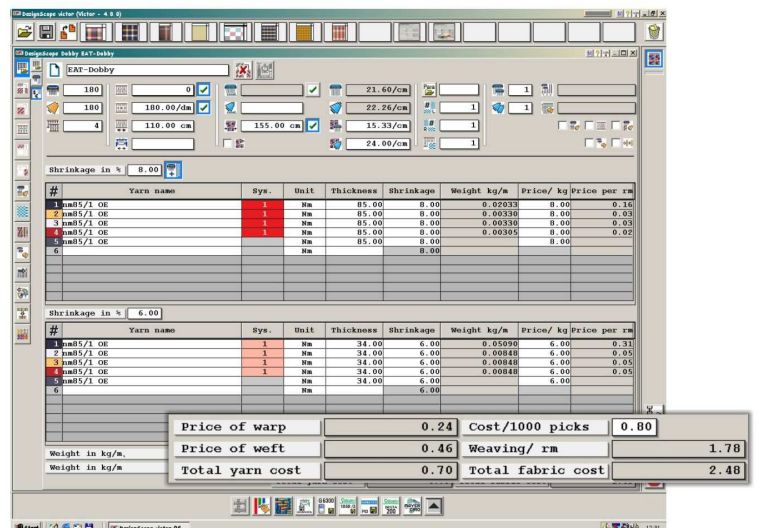 DesignScope victor (Victor - 4 0 0)
DesignScope Dobby EAT-Dobby
EAT-Dobby
180 0 21.60/cm Para 1
180 180.00/dm 22.26/cm 1 1
4 110.00 cm 155.00 cm 15.33/cm 1
24.00/cm 1
Shrinkage in % 8.00
# Yarn name Sys. Unit Thickness Shrinkage Weight kg/m Price/ kg Price per rm
1 nm85/1 OE 1 Nm 85.00 8.00 0.02033 8.00 0.16
2 nm85/1 OE 1 Nm 85.00 8.00 0.00330 8.00 0.03
3 nm85/1 OE 1 Nm 85.00 8.00 0.00330 8.00 0.03
4 nm85/1 OE 1 Nm 85.00 8.00 0.00305 8.00 0.02
5 nm85/1 OE Nm 85.00 8.00 8.00
6 Nm 8.00
Shrinkage in % 6.00
# Yarn name Sys. Unit Thickness Shrinkage Weight kg/m Price/ kg Price per rm
1 nm85/1 OE 1 Nm 34.00 6.00 0.05090 6.00 0.31
2 nm85/1 OE 1 Nm 34.00 6.00 0.00848 6.00 0.05
3 nm85/1 OE 1 Nm 34.00 6.00 0.00848 6.00 0.05
4 nm85/1 OE 1 Nm 34.00 6.00 0.00848 6.00 0.05
5 nm85/1 OE Nm 34.00 6.00 6.00
6 Nm 6.00
Price of warp 0.24 Cost/1000 picks 0.80
Price of weft 0.46 Weaving/ rm 1.78
Total yarn cost 0.70 Total fabric cost 2.48
Weight in kg/m,
Weight in kg/m
G6300